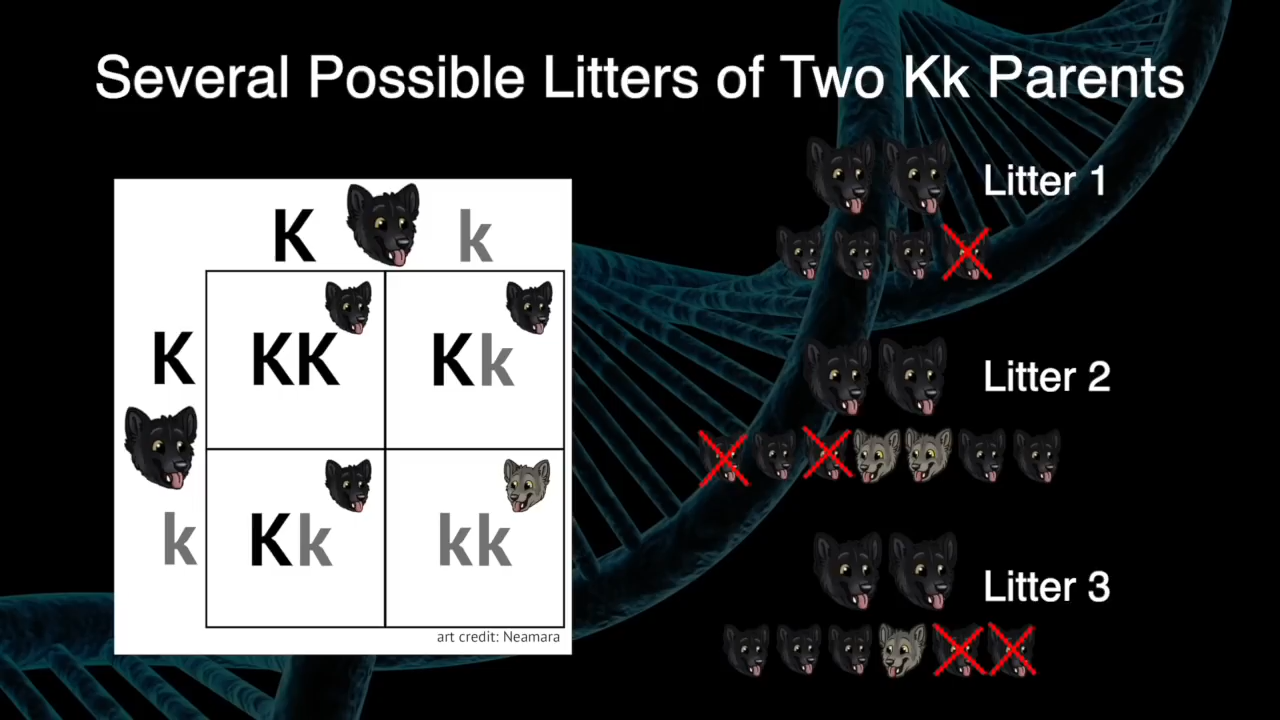 Several Possible Litters of Two Kk Parents
K k
K KK Kk
k Kk kk
art credit: Neamara
Litter 1
Litter 2
Litter 3